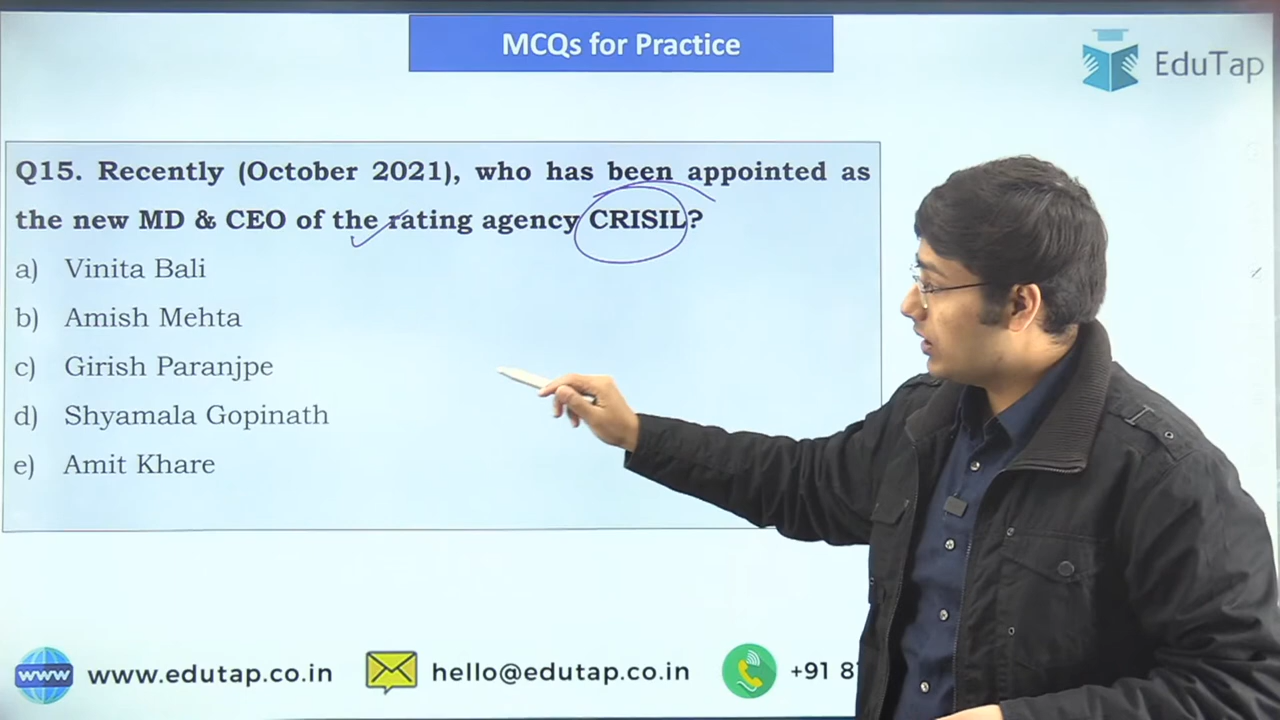 MCQs for Practice
EduTap
Q15. Recently (October 2021), who has been appointed as
the new MD & CEO of the rating agency CRISIL?
a) Vinita Bali
b) Amish Mehta
c) Girish Paranjpe
d) Shyamala Gopinath
e) Amit Khare
www www.edutap.co.in hello@edutap.co.in +91 8